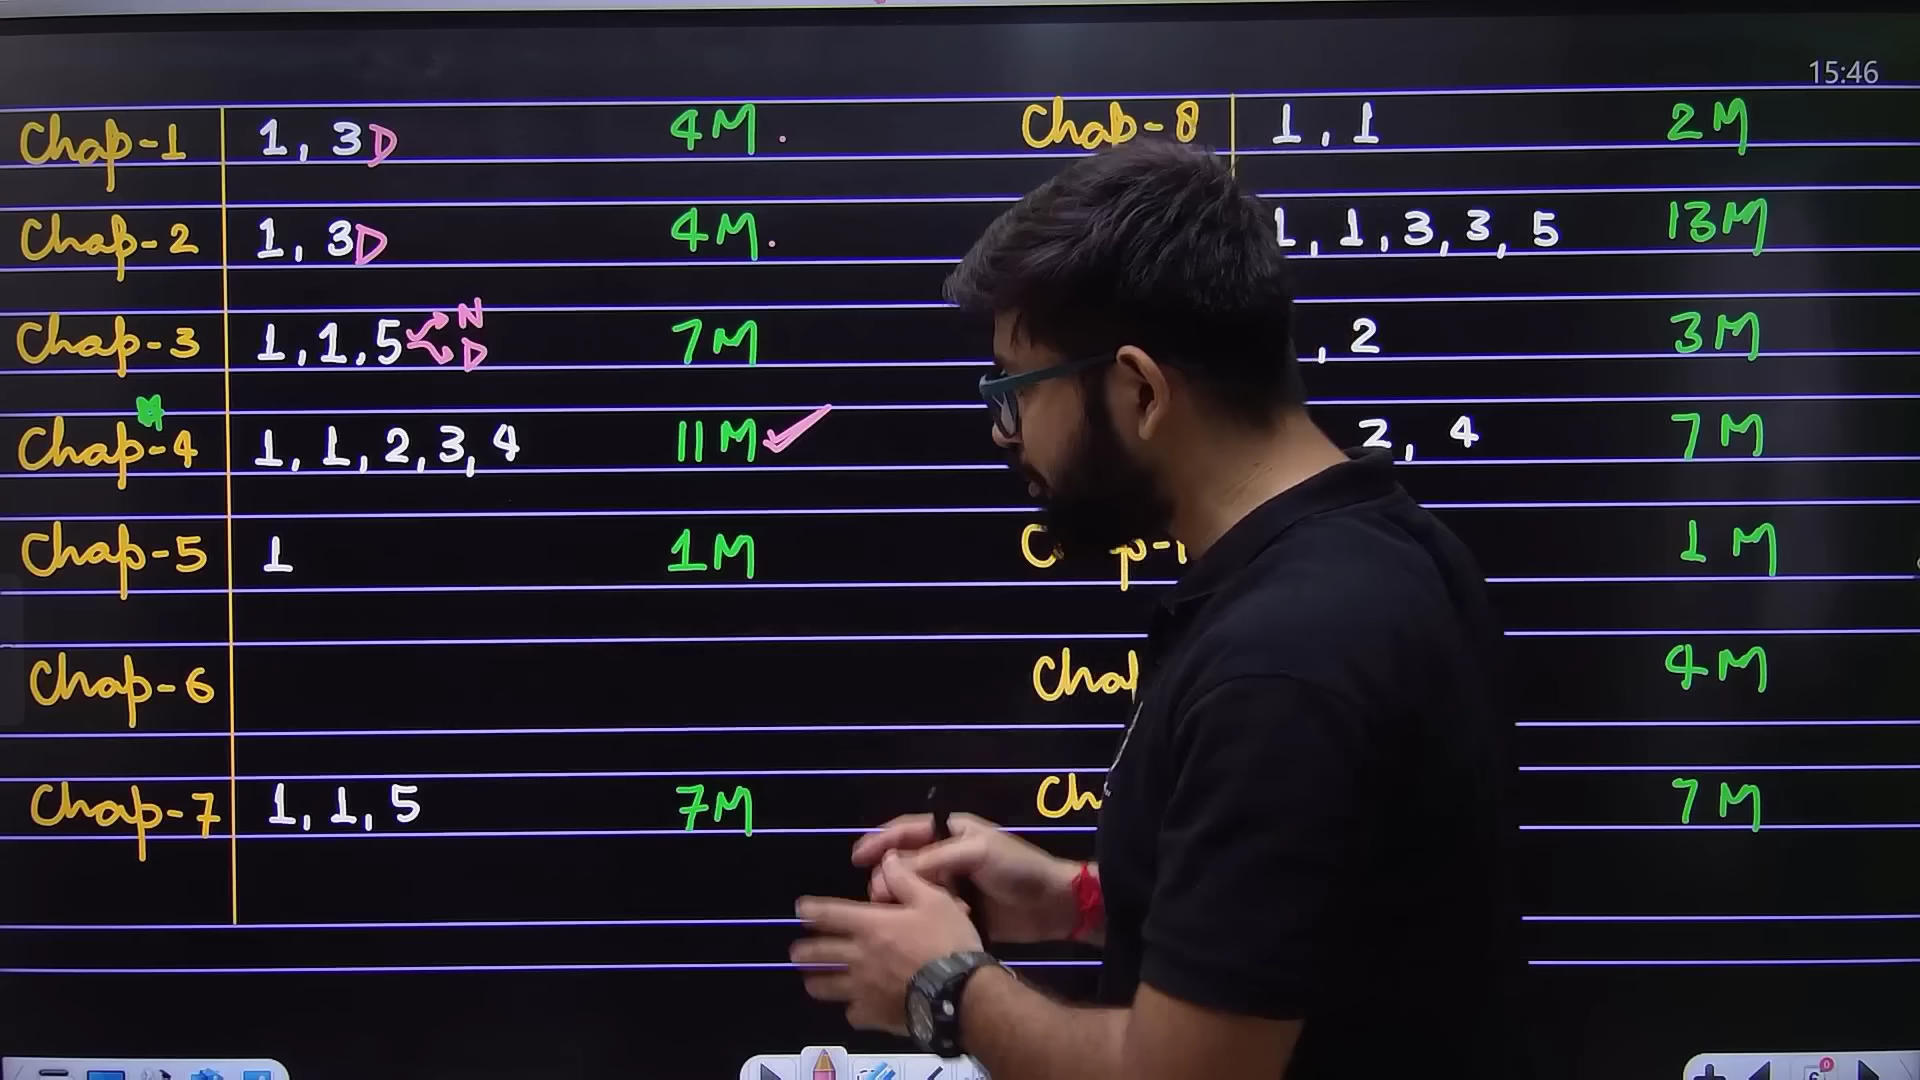 15:46
Chap-1 1, 3 D 4M.
Chap-2 1, 3 D 4M.
Chap-3 1, 1, 5 N D 7M
Chap-4 1, 1, 2, 3, 4 11M
Chap-5 1 1M
Chap-6
Chap-7 1, 1, 5 7M
Chap-8 1, 1 2M
1, 1, 3, 3, 5 13M
, 2 3M
2, 4 7M
1M
4M
7M